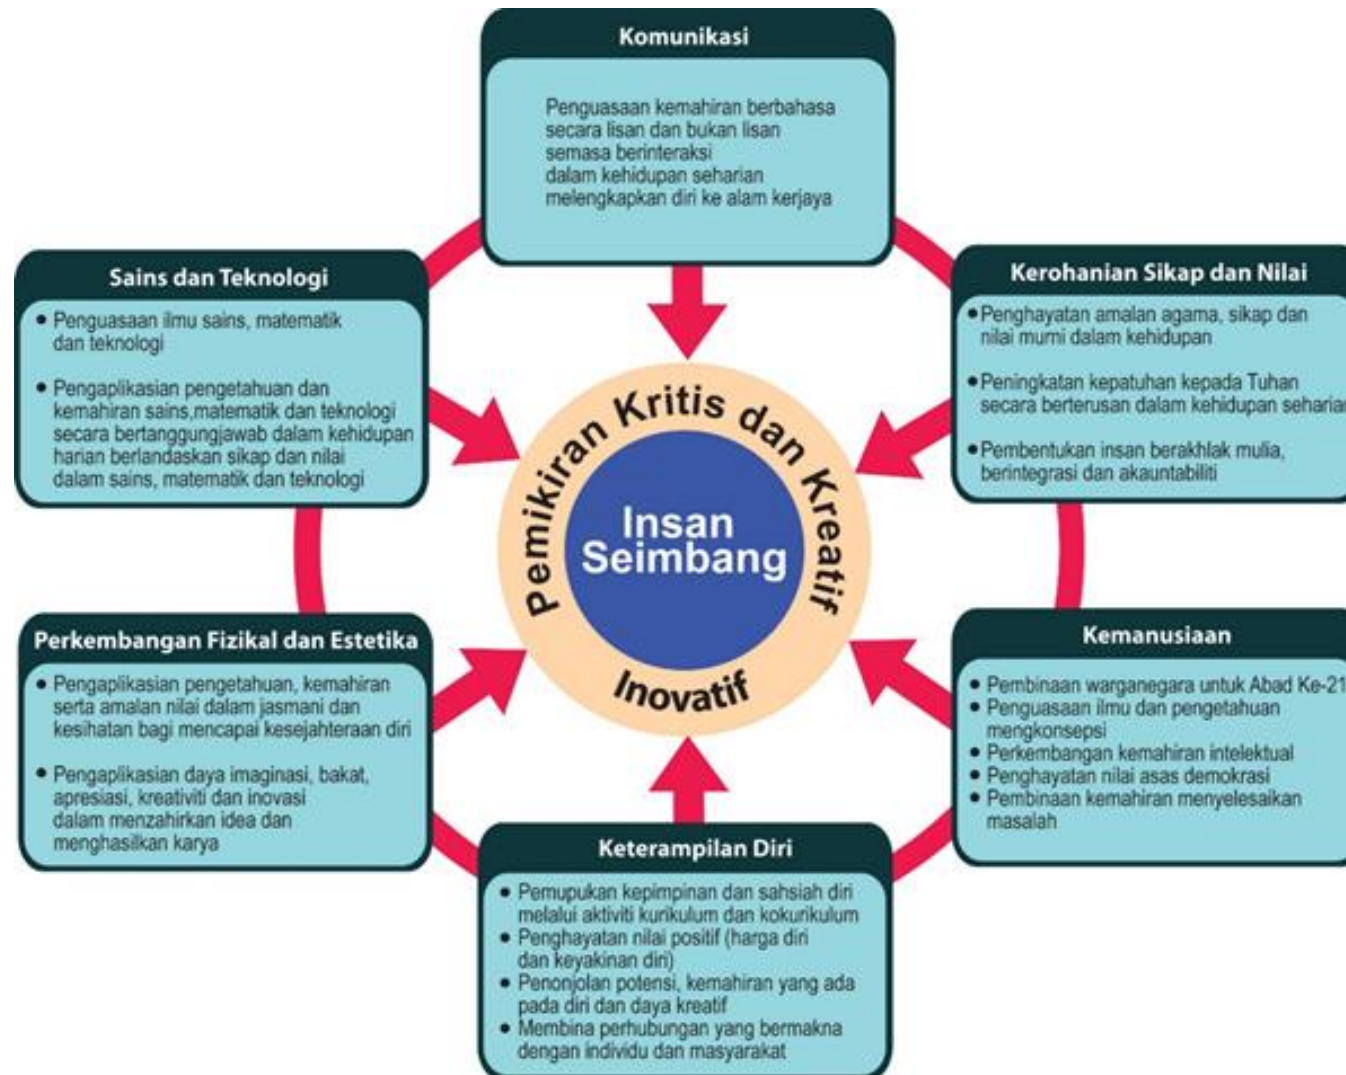 Komunikasi
Penguasaan kemahiran berbahasa
secara lisan dan bukan lisan
semasa berinteraksi
dalam kehidupan seharian
melengkapkan diri ke alam kerjaya
Sains dan Teknologi
• Penguasaan ilmu sains, matematik
dan teknologi
• Pengaplikasian pengetahuan dan
kemahiran sains,matematik dan teknologi
secara bertanggungjawab dalam kehidupan
harian berlandaskan sikap dan nilai
dalam sains, matematik dan teknologi
Kerohanian Sikap dan Nilai
•Penghayatan amalan agama, sikap dan
nilai murni dalam kehidupan
•Peningkatan kepatuhan kepada Tuhan
secara berterusan dalam kehidupan seharian
•Pembentukan insan berakhlak mulia,
berintegrasi dan akauntabiliti
Pemikiran Kritis dan Kreatif
Insan
Seimbang
Inovatif
Perkembangan Fizikal dan Estetika
• Pengaplikasian pengetahuan, kemahiran
serta amalan nilai dalam jasmani dan
kesihatan bagi mencapai kesejahteraan diri
• Pengaplikasian daya imaginasi, bakat,
apresiasi, kreativiti dan inovasi
dalam menzahirkan idea dan
menghasilkan karya
Kemanusiaan
• Pembinaan warganegara untuk Abad Ke-21
• Penguasaan ilmu dan pengetahuan
mengkonsepsi
• Perkembangan kemahiran intelektual
• Penghayatan nilai asas demokrasi
• Pembinaan kemahiran menyelesaikan
masalah
Keterampilan Diri
• Pemupukan kepimpinan dan sahsiah diri
melalui aktiviti kurikulum dan kokurikulum
• Penghayatan nilai positif (harga diri
dan keyakinan diri)
• Penonjolan potensi, kemahiran yang ada
pada diri dan daya kreatif
• Membina perhubungan yang bermakna
dengan individu dan masyarakat